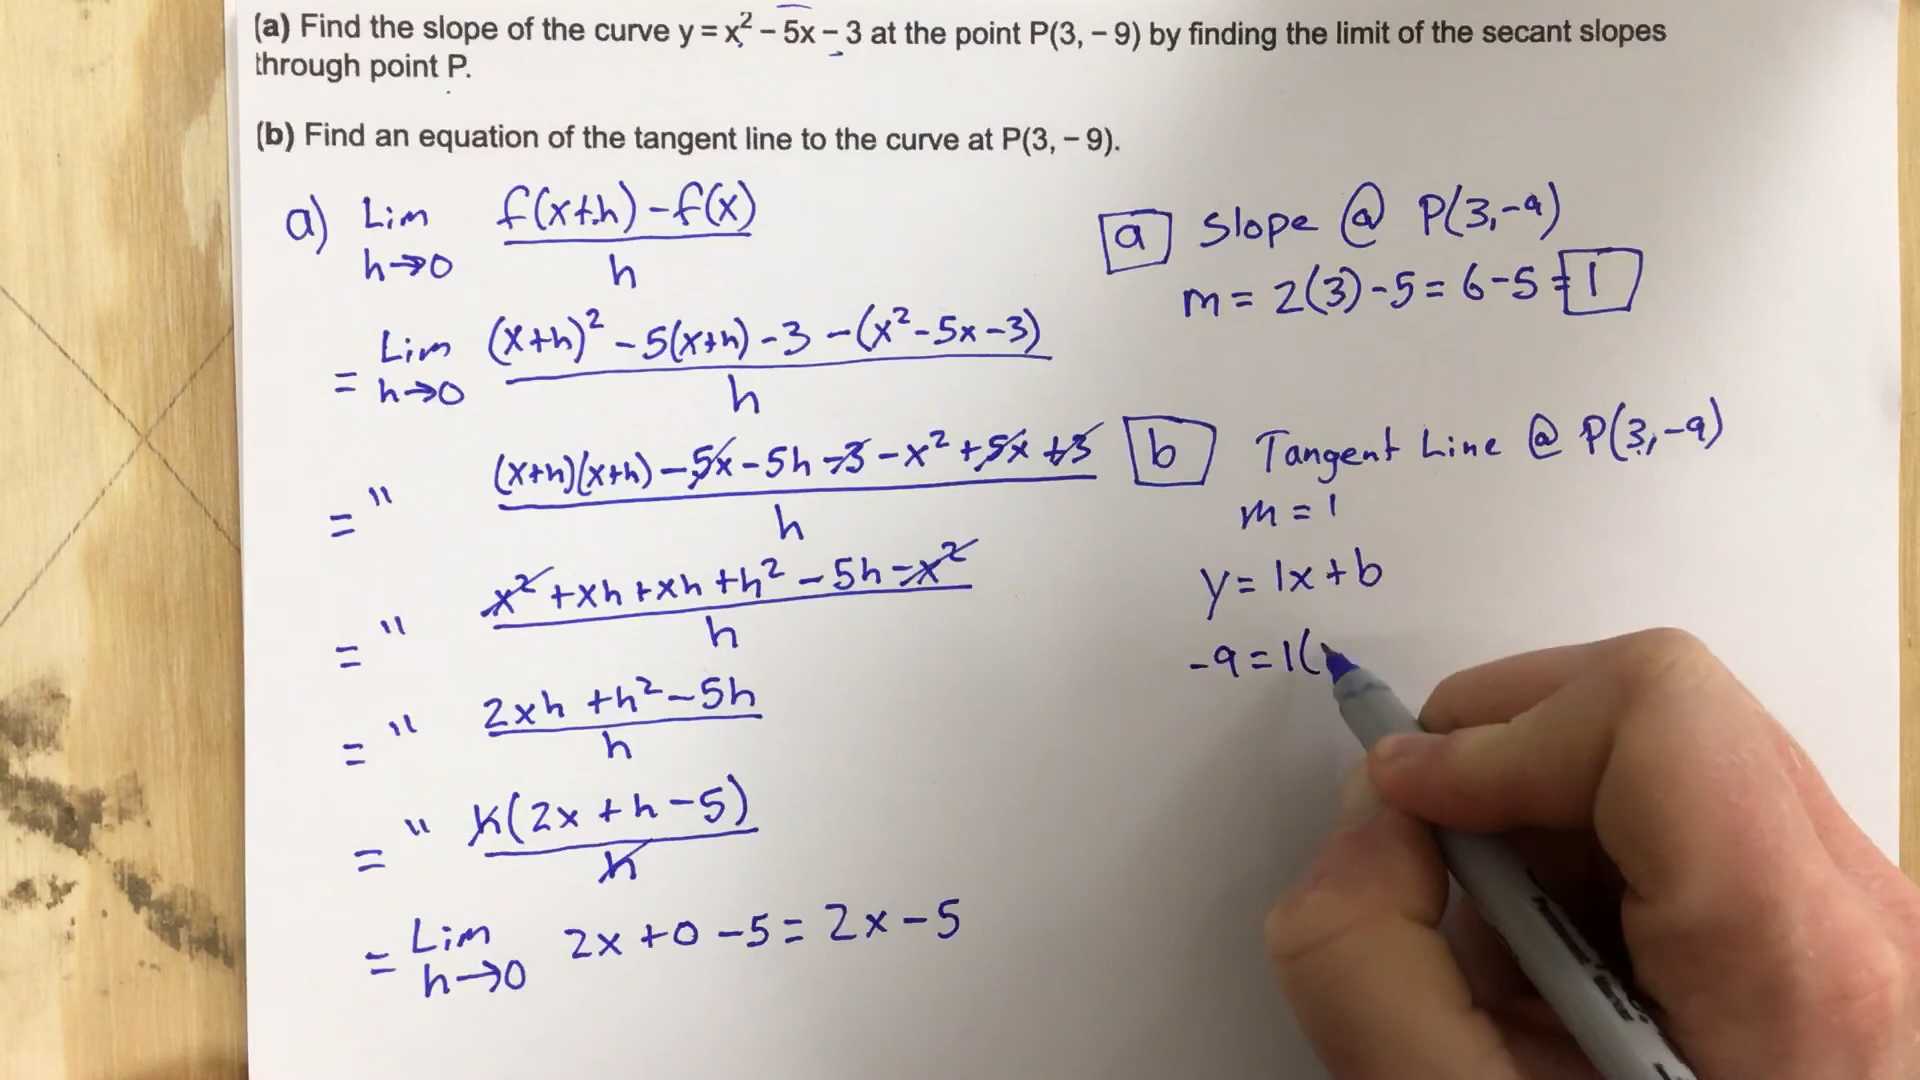 (a) Find the slope of the curve y = x² − 5x − 3 at the point P(3, − 9) by finding the limit of the secant slopes
through point P.
(b) Find an equation of the tangent line to the curve at P(3, − 9).
a) Lim f(x+h) - f(x)
h→0 h
= Lim (x+h)² - 5(x+h) - 3 - (x² - 5x - 3)
h→0 h
= " (x+h)(x+h) - 5x - 5h - 3 - x² + 5x + 3
h
= " x² + xh + xh + h² - 5h - x²
h
= " 2xh + h² - 5h
h
= " h(2x + h - 5)
h
= Lim 2x + 0 - 5 = 2x - 5
h→0
a Slope @ P(3, -9)
m = 2(3) - 5 = 6 - 5 = 1
b Tangent Line @ P(3, -9)
m = 1
y = 1x + b
-9 = 1(